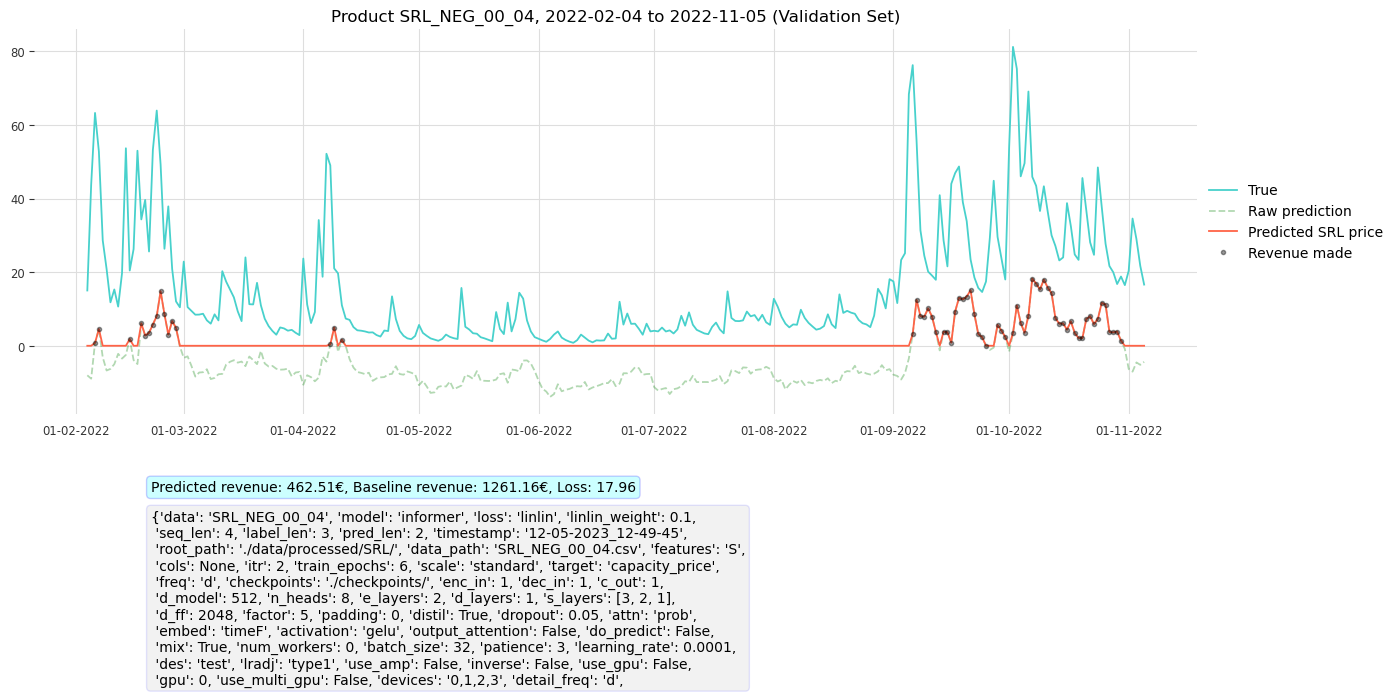 Product SRL_NEG_00_04, 2022-02-04 to 2022-11-05 (Validation Set)
80
60
40
20
0
01-02-2022
01-03-2022
01-04-2022
01-05-2022
01-06-2022
01-07-2022
01-08-2022
01-09-2022
01-10-2022
01-11-2022
True
Raw prediction
Predicted SRL price
Revenue made
Predicted revenue: 462.51€, Baseline revenue: 1261.16€, Loss: 17.96
{'data': 'SRL_NEG_00_04', 'model': 'informer', 'loss': 'linlin', 'linlin_weight': 0.1,
'seq_len': 4, 'label_len': 3, 'pred_len': 2, 'timestamp': '12-05-2023_12-49-45',
'root_path': './data/processed/SRL/', 'data_path': 'SRL_NEG_00_04.csv', 'features': 'S',
'cols': None, 'itr': 2, 'train_epochs': 6, 'scale': 'standard', 'target': 'capacity_price',
'freq': 'd', 'checkpoints': './checkpoints/', 'enc_in': 1, 'dec_in': 1, 'c_out': 1,
'd_model': 512, 'n_heads': 8, 'e_layers': 2, 'd_layers': 1, 's_layers': [3, 2, 1],
'd_ff': 2048, 'factor': 5, 'padding': 0, 'distil': True, 'dropout': 0.05, 'attn': 'prob',
'embed': 'timeF', 'activation': 'gelu', 'output_attention': False, 'do_predict': False,
'mix': True, 'num_workers': 0, 'batch_size': 32, 'patience': 3, 'learning_rate': 0.0001,
'des': 'test', 'lradj': 'type1', 'use_amp': False, 'inverse': False, 'use_gpu': False,
'gpu': 0, 'use_multi_gpu': False, 'devices': '0,1,2,3', 'detail_freq': 'd',